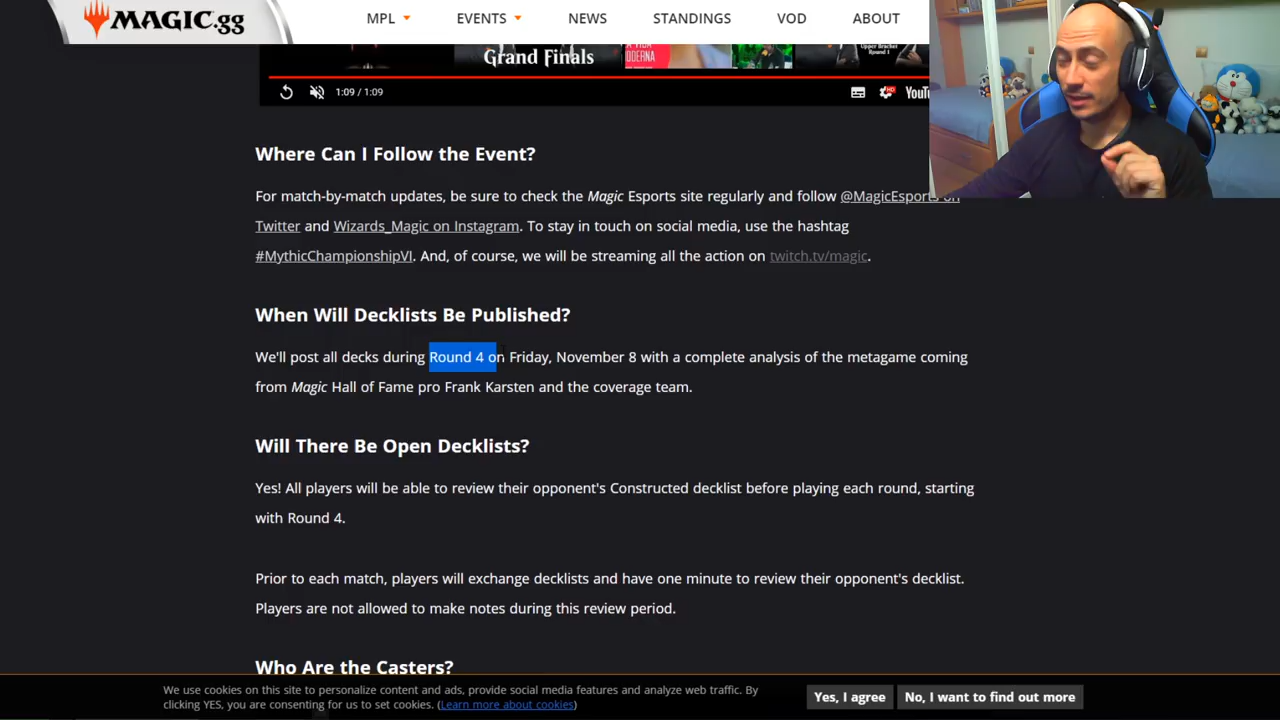 MAGIC.gg
MPL EVENTS NEWS STANDINGS VOD ABOUT
Grand Finals
MODERNA
Upper Bracket
Round 1
1:09 / 1:09
HD
YouT
Where Can I Follow the Event?
For match-by-match updates, be sure to check the Magic Esports site regularly and follow @MagicEsports on
Twitter and Wizards_Magic on Instagram. To stay in touch on social media, use the hashtag
#MythicChampionshipVI. And, of course, we will be streaming all the action on twitch.tv/magic.
When Will Decklists Be Published?
We'll post all decks during Round 4 on Friday, November 8 with a complete analysis of the metagame coming
from Magic Hall of Fame pro Frank Karsten and the coverage team.
Will There Be Open Decklists?
Yes! All players will be able to review their opponent's Constructed decklist before playing each round, starting
with Round 4.
Prior to each match, players will exchange decklists and have one minute to review their opponent's decklist.
Players are not allowed to make notes during this review period.
Who Are the Casters?
We use cookies on this site to personalize content and ads, provide social media features and analyze web traffic. By
clicking YES, you are consenting for us to set cookies. (Learn more about cookies)
Yes, I agree
No, I want to find out more